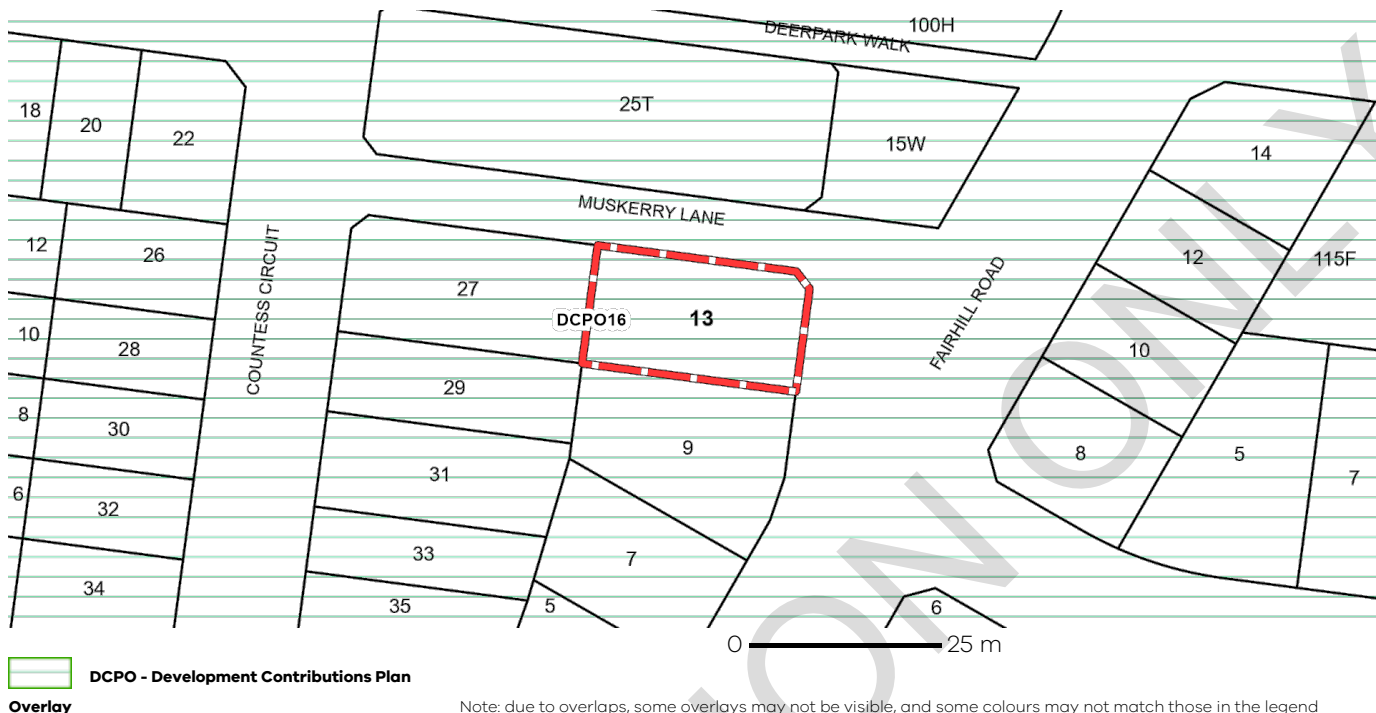 100H
DEERPARK WALK
25T
18
20
22
15W
14
MUSKERRY LANE
12
26
COUNTESS CIRCUIT
27
12
115F
FAIRHILL ROAD
DCPO16
13
10
28
10
29
8
30
9
8
5
31
7
6
32
33
7
34
35
5
6
0 25 m
DCPO - Development Contributions Plan
Overlay
Note: due to overlaps, some overlays may not be visible, and some colours may not match those in the legend
ON ONLY